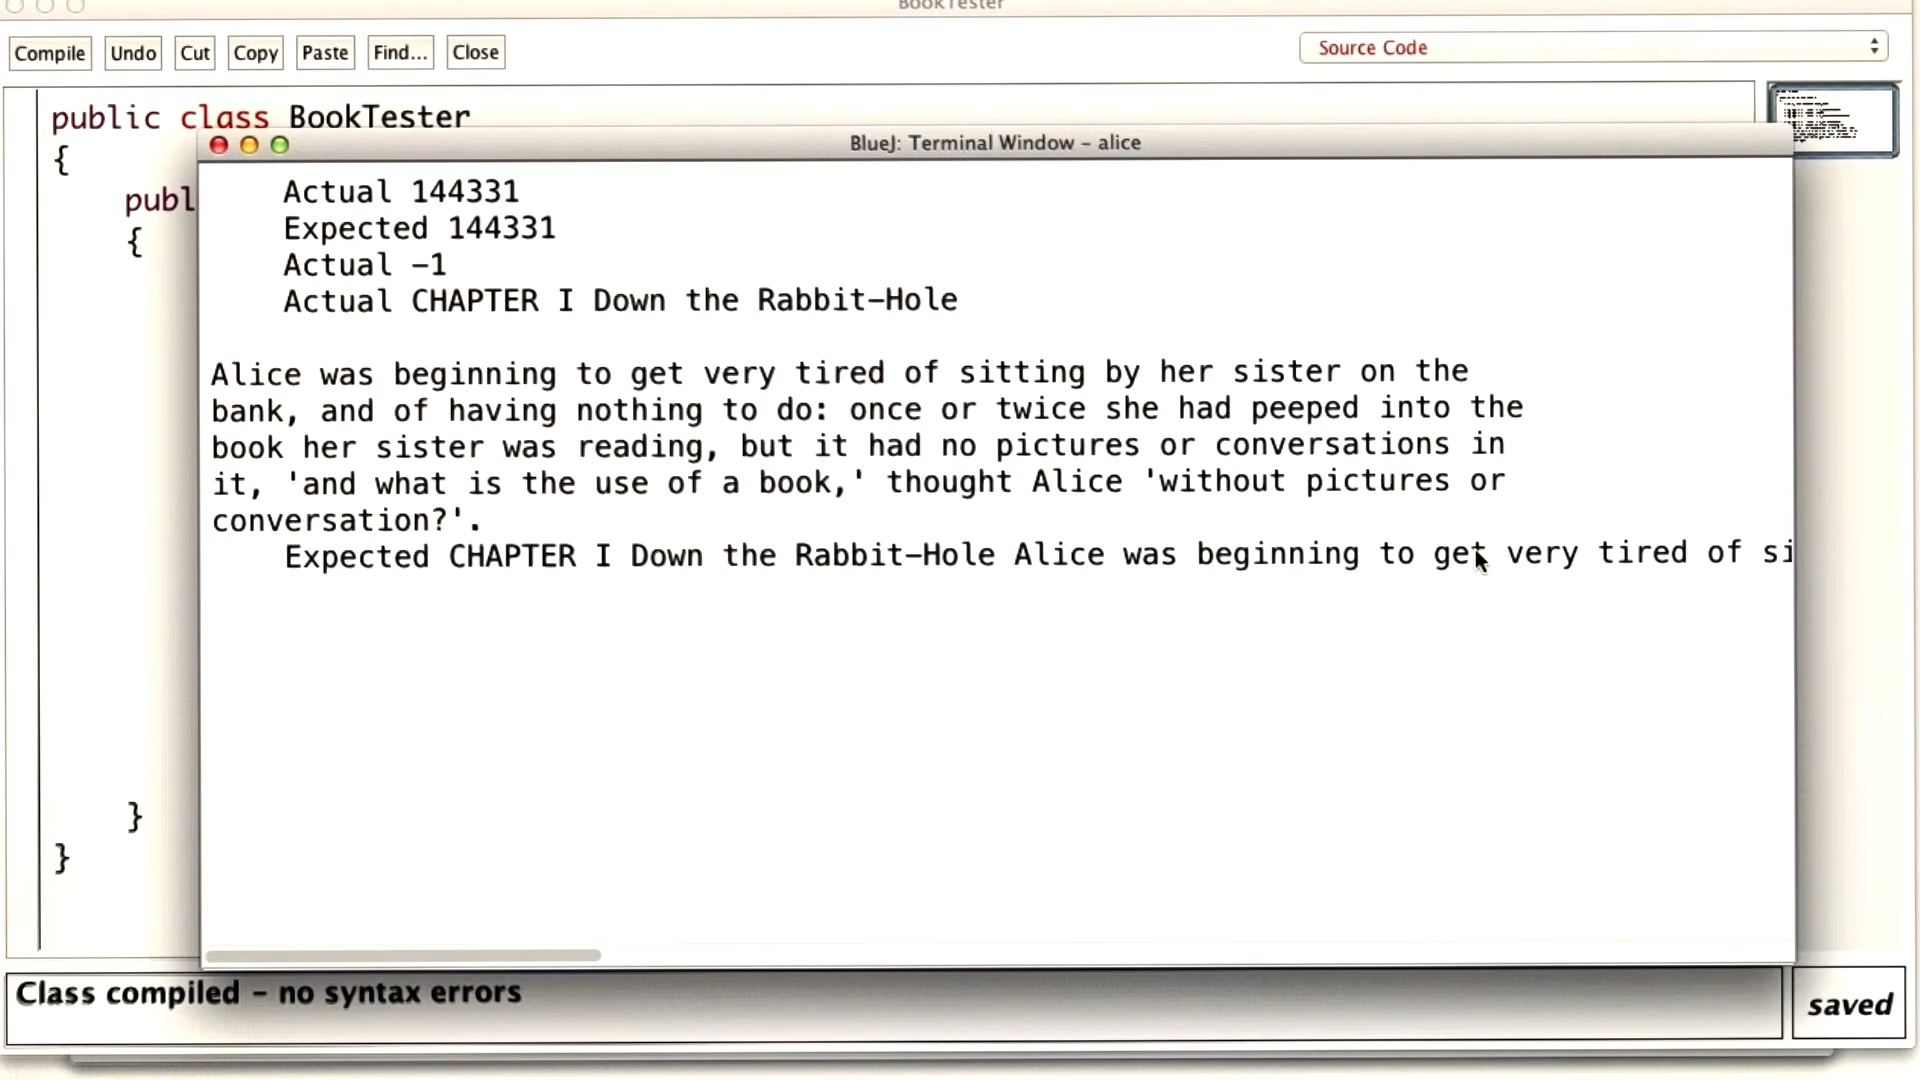 BookTester
Compile Undo Cut Copy Paste Find... Close Source Code
public class BookTester
{
BlueJ: Terminal Window - alice
publ
{
Actual 144331
Expected 144331
Actual -1
Actual CHAPTER I Down the Rabbit-Hole
Alice was beginning to get very tired of sitting by her sister on the
bank, and of having nothing to do: once or twice she had peeped into the
book her sister was reading, but it had no pictures or conversations in
it, 'and what is the use of a book,' thought Alice 'without pictures or
conversation?'.
Expected CHAPTER I Down the Rabbit-Hole Alice was beginning to get very tired of si
}
}
Class compiled - no syntax errors
saved